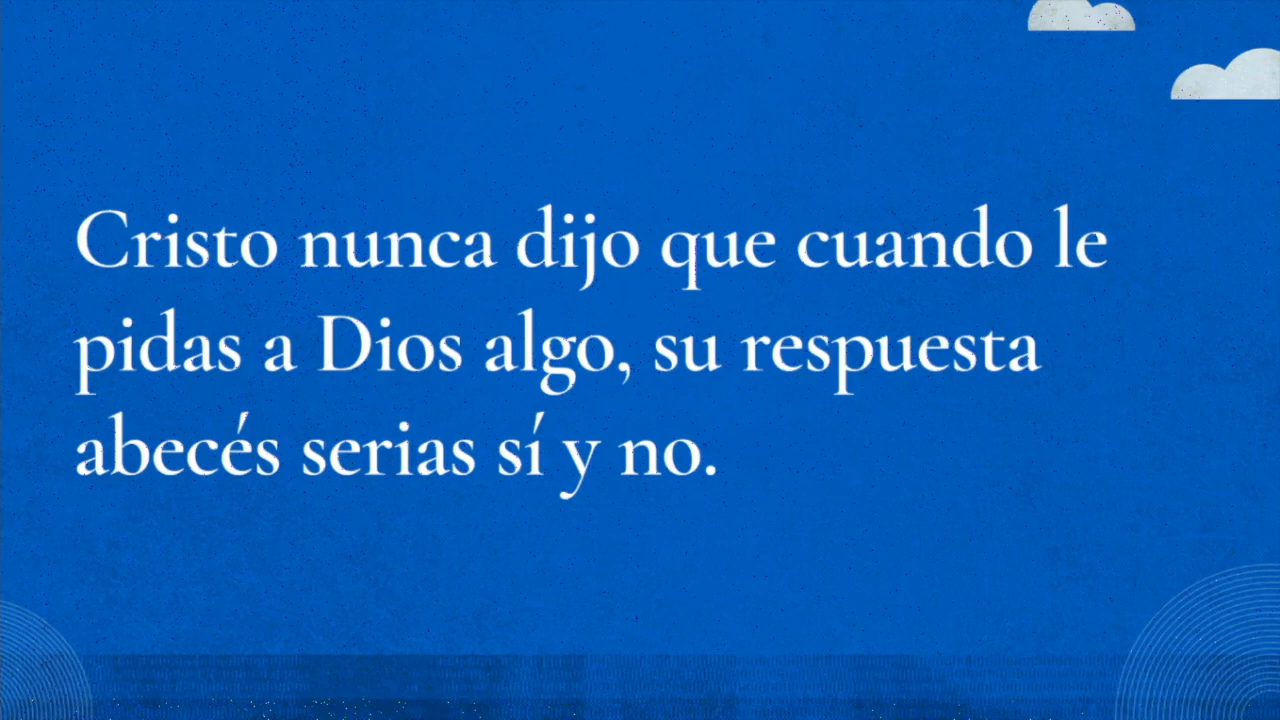 Cristo nunca dijo que cuando le
pidas a Dios algo, su respuesta
abecés serias sí y no.